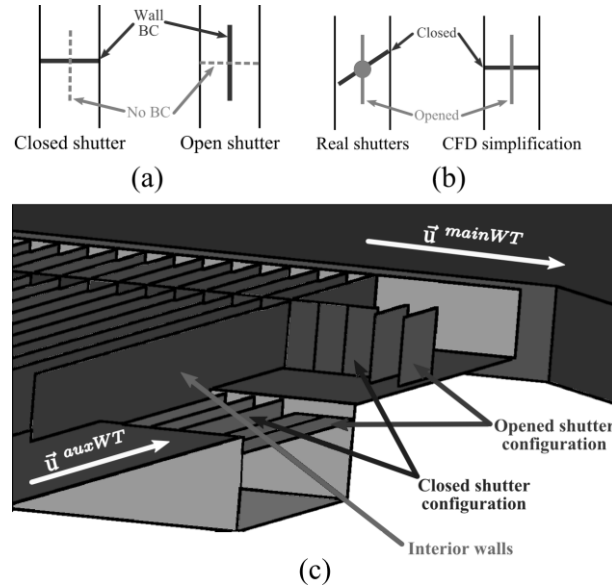 Wall
BC
No BC
Closed shutter
Open shutter
(a)
Closed
Opened
Real shutters
CFD simplification
(b)
u⃗ mainWT
u⃗ auxWT
Opened shutter
configuration
Closed shutter
configuration
Interior walls
(c)